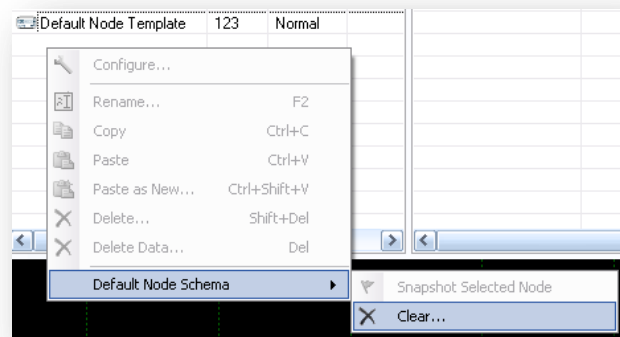 Default Node Template 123 Normal
Configure...
Rename... F2
Copy Ctrl+C
Paste Ctrl+V
Paste as New... Ctrl+Shift+V
Delete... Shift+Del
Delete Data... Del
Default Node Schema
Snapshot Selected Node
Clear...